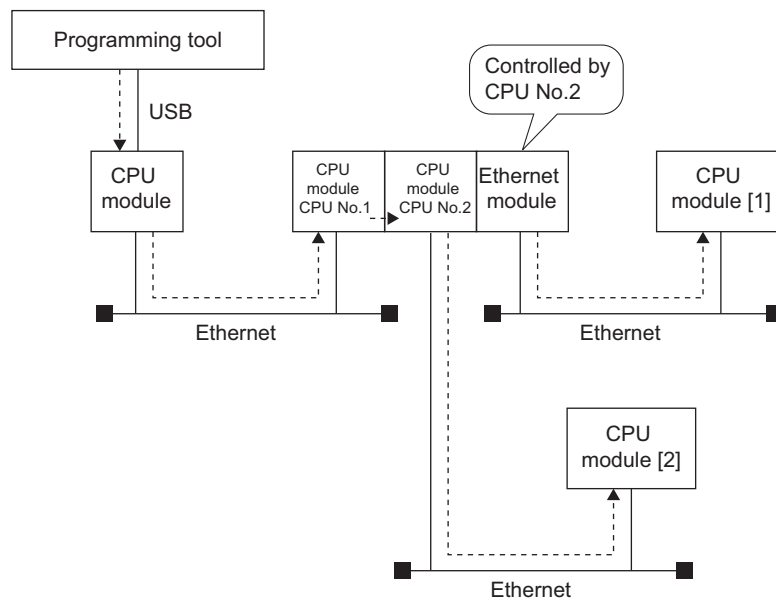 Programming tool
Controlled by
CPU No.2
USB
CPU
module
CPU
module
CPU No.1
CPU
module
CPU No.2
Ethernet
module
CPU
module [1]
Ethernet
Ethernet
CPU
module [2]
Ethernet